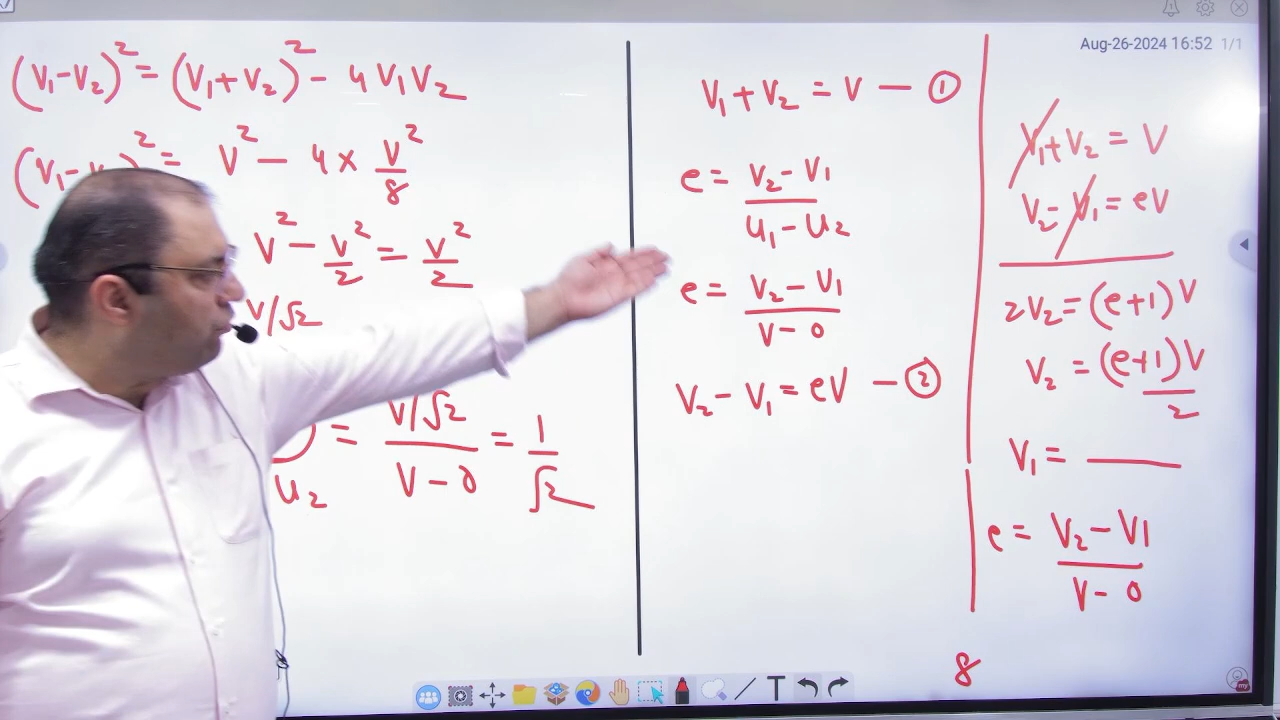 Aug-26-2024 16:52 1/1
(V₁-V₂)² = (V₁+V₂)² - 4V₁V₂
(V₁- )² = V² - 4 × V²/8
V² - V²/2 = V²/2
V/√2
= (V/√2)/(V-0) = 1/√2
u₂
V₁ + V₂ = V — ①
e = (V₂-V₁)/(u₁-u₂)
e = (V₂-V₁)/(V-0)
V₂ - V₁ = eV — ②
V₁+V₂ = V
V₂ - V₁ = eV
2V₂ = (e+1)V
V₂ = (e+1)V/2
V₁ = ——
e = (V₂-V1)/(V-0)
8
T